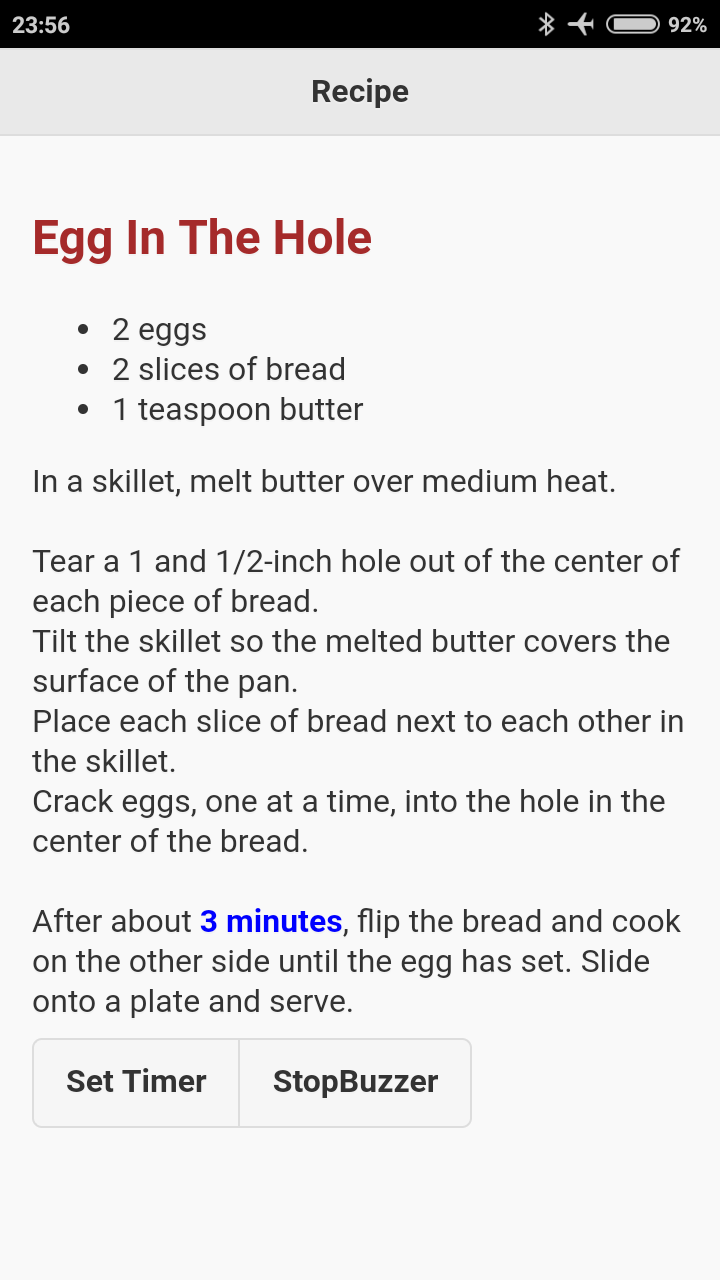 23:56 92%
Recipe
Egg In The Hole
• 2 eggs
• 2 slices of bread
• 1 teaspoon butter
In a skillet, melt butter over medium heat.
Tear a 1 and 1/2-inch hole out of the center of
each piece of bread.
Tilt the skillet so the melted butter covers the
surface of the pan.
Place each slice of bread next to each other in
the skillet.
Crack eggs, one at a time, into the hole in the
center of the bread.
After about 3 minutes, flip the bread and cook
on the other side until the egg has set. Slide
onto a plate and serve.
Set Timer StopBuzzer